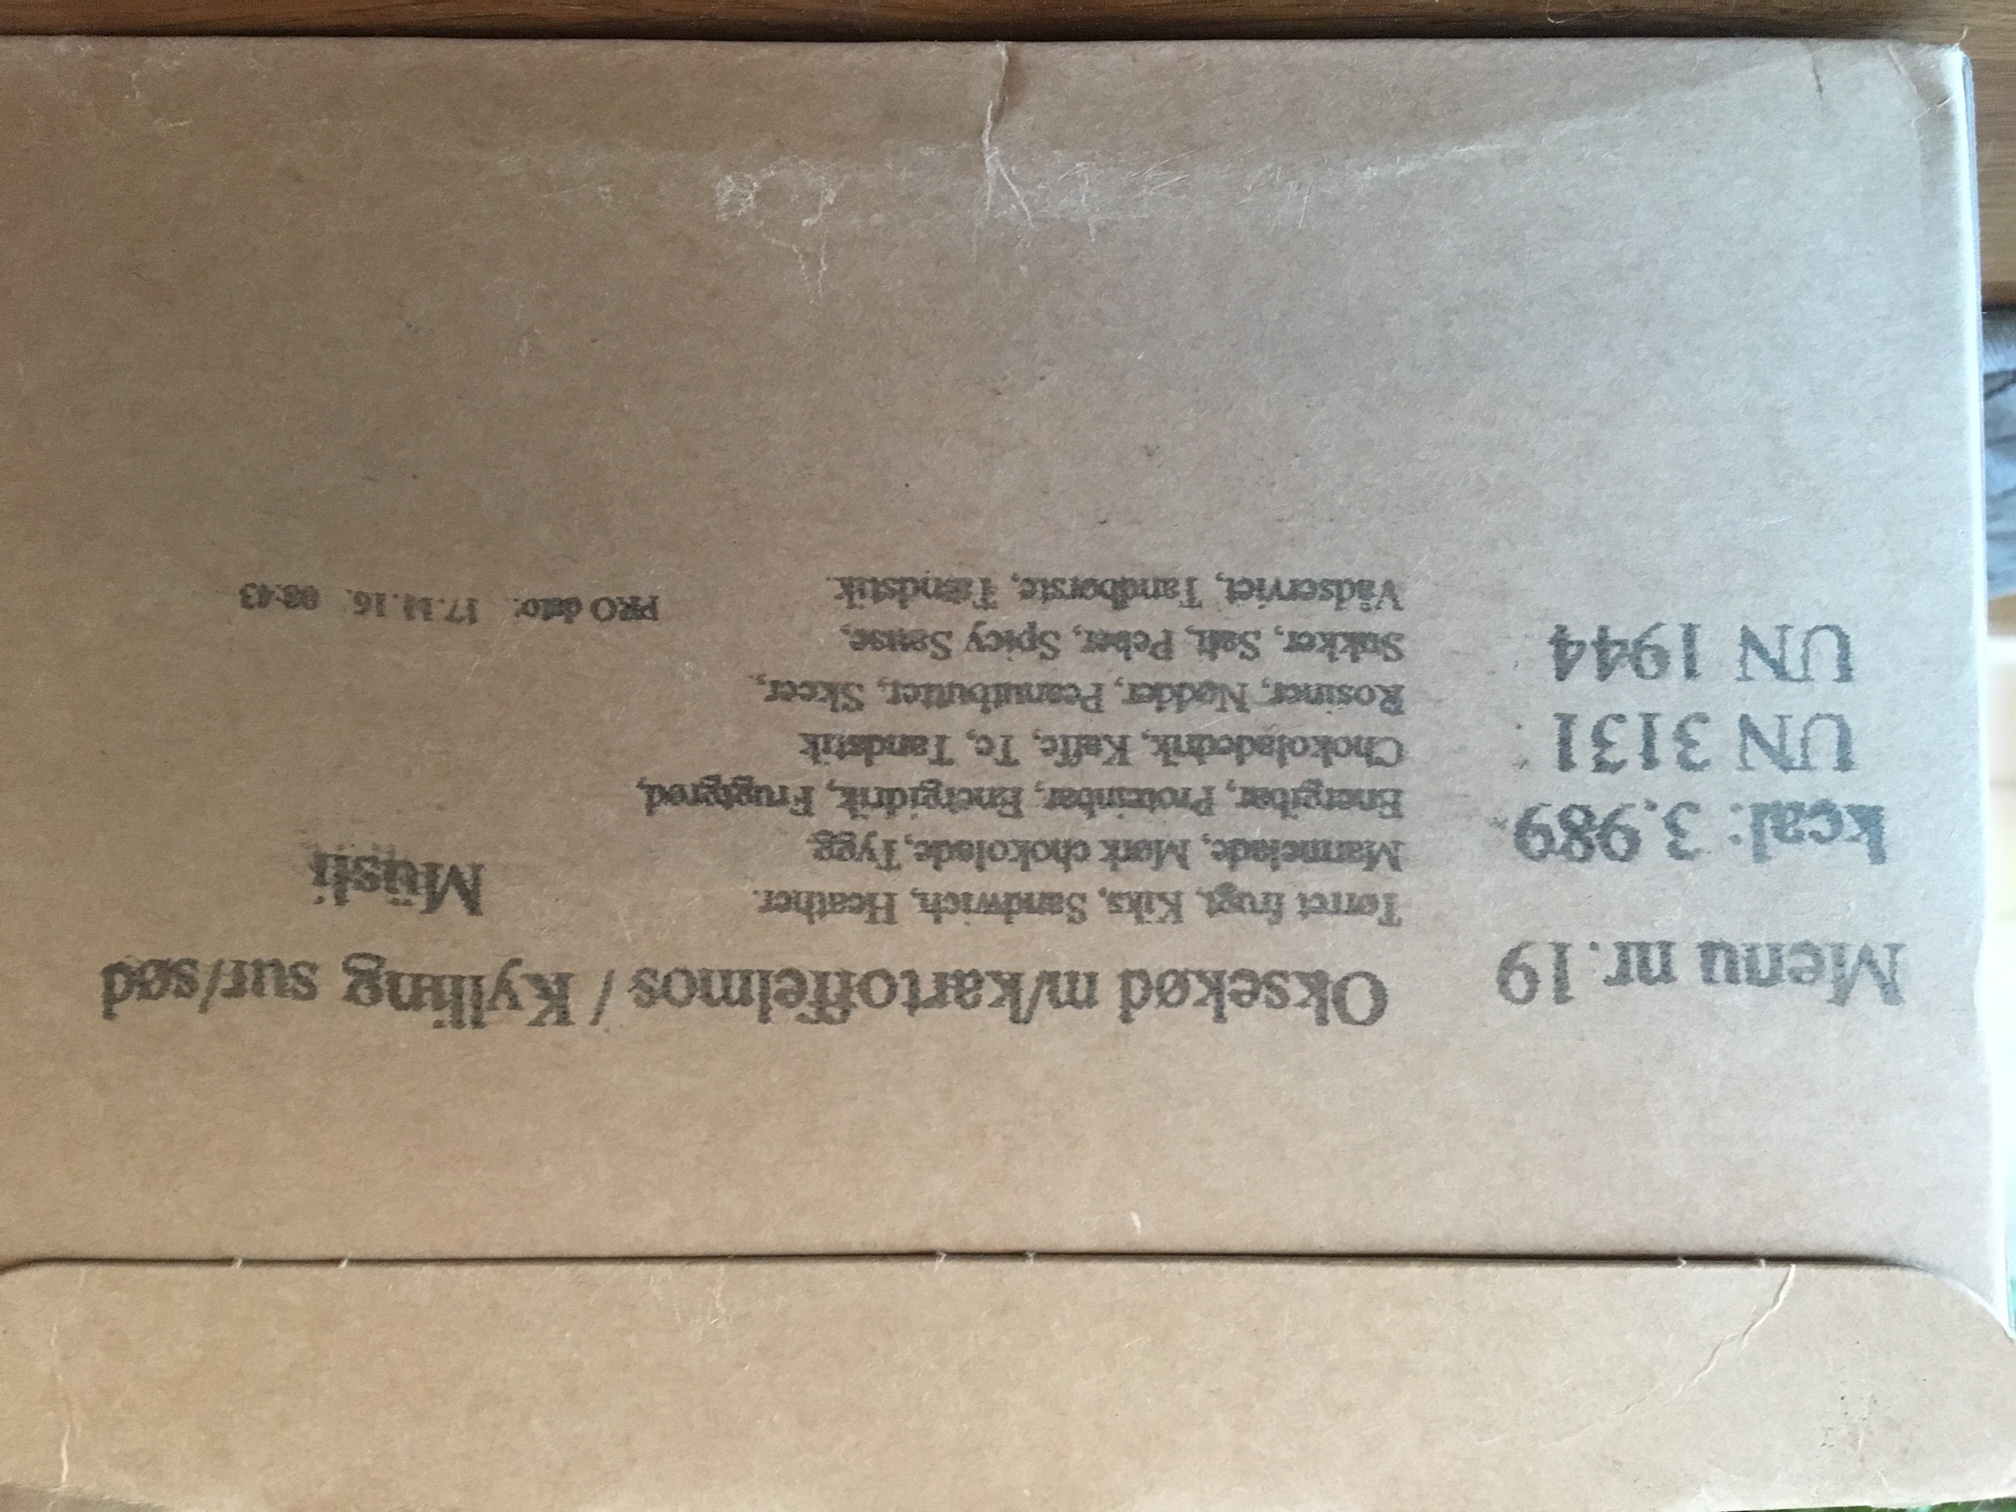 Menu nr. 19
Oksekød m/kartoffelmos / Kylling sur/sød
Tørret frugt, Kiks, Sandwich, Heather.
Müsli
Marmelade, Mørk chokolade, Tygg
kcal: 3.989
Energibar, Proteinbar, Energidrik, Frugtgrød,
UN 3131
Chokoladedrik, Kaffe, Te, Tandstik
Rosiner, Nødder, Peanutbutter, Skeer,
UN 1944
Sukker, Salt, Peber, Spicy Sause,
Vådserviet, Tandbørste, Tændstik.
PRO dato: 17.11.16. 08:43